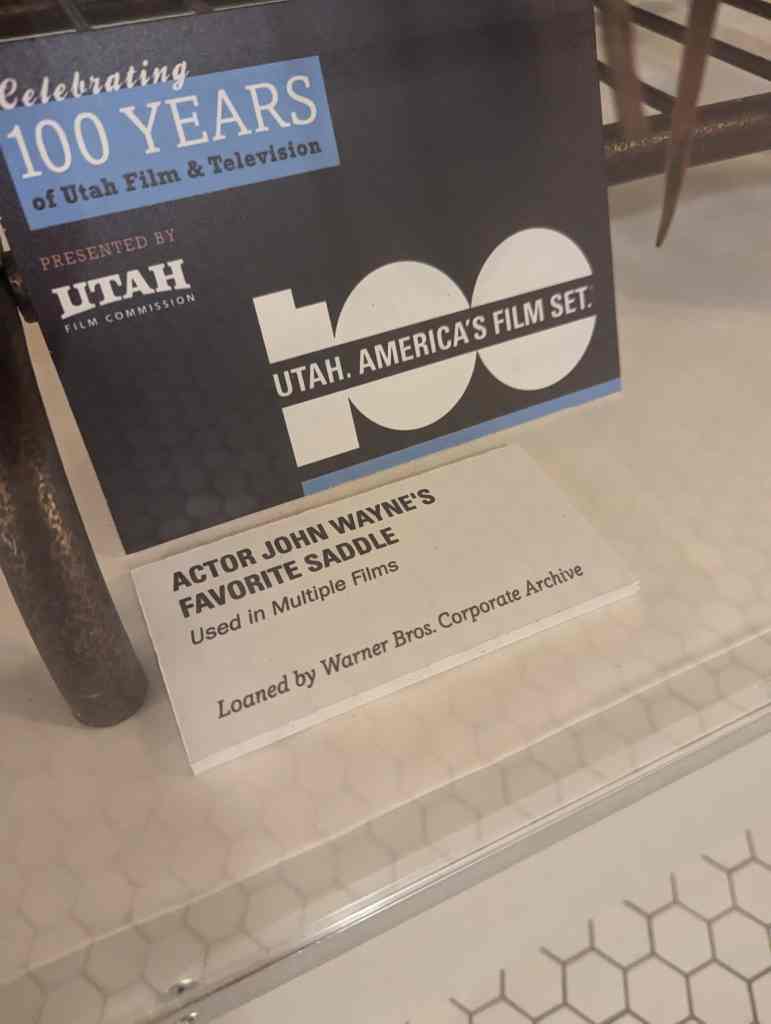 Celebrating
100 YEARS
of Utah Film & Television
PRESENTED BY
UTAH
FILM COMMISSION
100
UTAH. AMERICA'S FILM SET.
ACTOR JOHN WAYNE'S
FAVORITE SADDLE
Used in Multiple Films
Loaned by Warner Bros. Corporate Archive